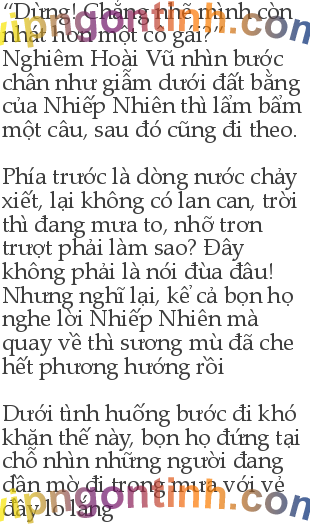 “Dừng! Chẳng nhẽ mình còn
nhát hơn một cô gái?”
Nghiêm Hoài Vũ nhìn bước
chân như giẫm dưới đất bằng
của Nhiếp Nhiên thì lẩm bẩm
một câu, sau đó cũng đi theo.
Phía trước là dòng nước chảy
xiết, lại không có lan can, trời
thì đang mưa to, nhỡ trơn
trượt phải làm sao? Đây
không phải là nói đùa đâu!
Nhưng nghĩ lại, kể cả bọn họ
nghe lời Nhiếp Nhiên mà
quay về thì sương mù đã che
hết phương hướng rồi
Dưới tình huống bước đi khó
khăn thế này, bọn họ đứng tại
chỗ nhìn những người đang
dần mờ đi trong mưa với vẻ
đầy lo lắng
vipngontinh.com
vipngontinh.com